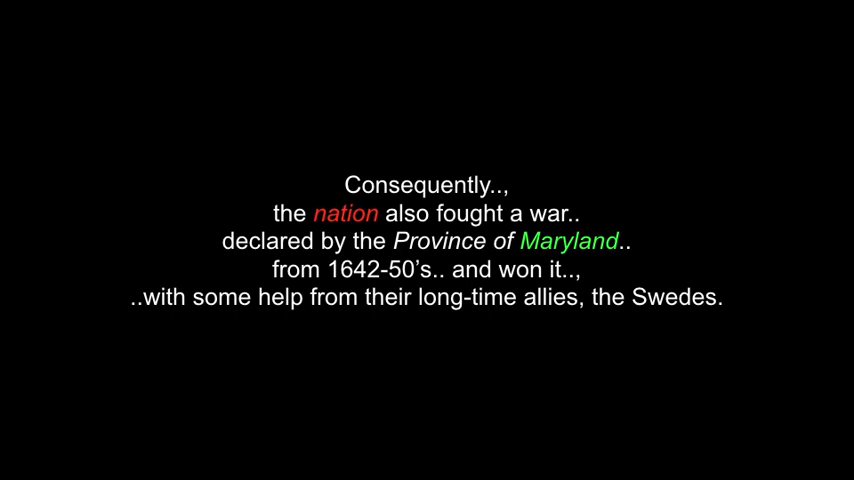 Consequently..,
the nation also fought a war..
declared by the Province of Maryland..
from 1642-50’s.. and won it..,
..with some help from their long-time allies, the Swedes.